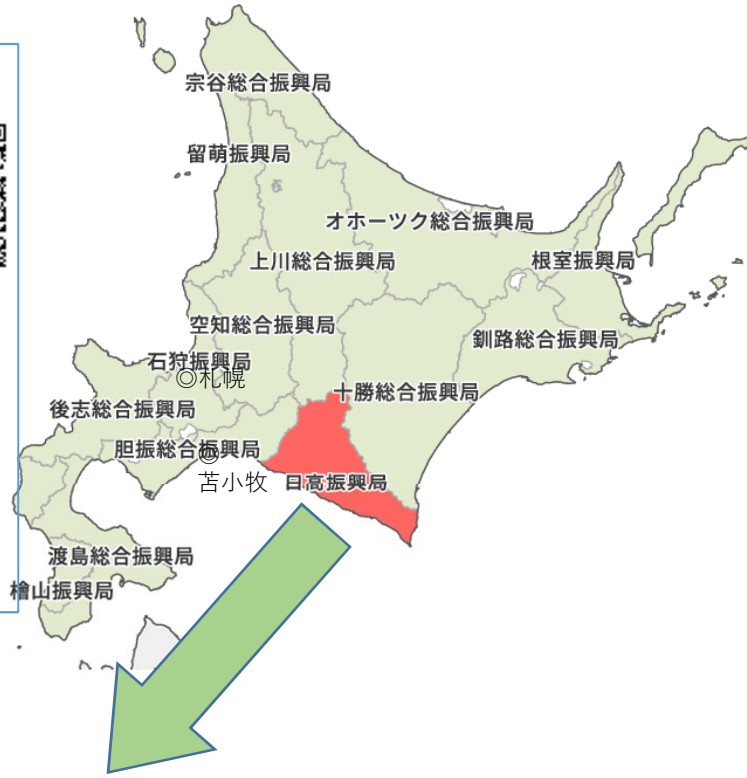 宗谷総合振興局
留萌振興局
オホーツク総合振興局
上川総合振興局
根室振興局
空知総合振興局
釧路総合振興局
石狩振興局
◎札幌
十勝総合振興局
後志総合振興局
胆振総合振興局
◎
苫小牧
日高振興局
渡島総合振興局
檜山振興局